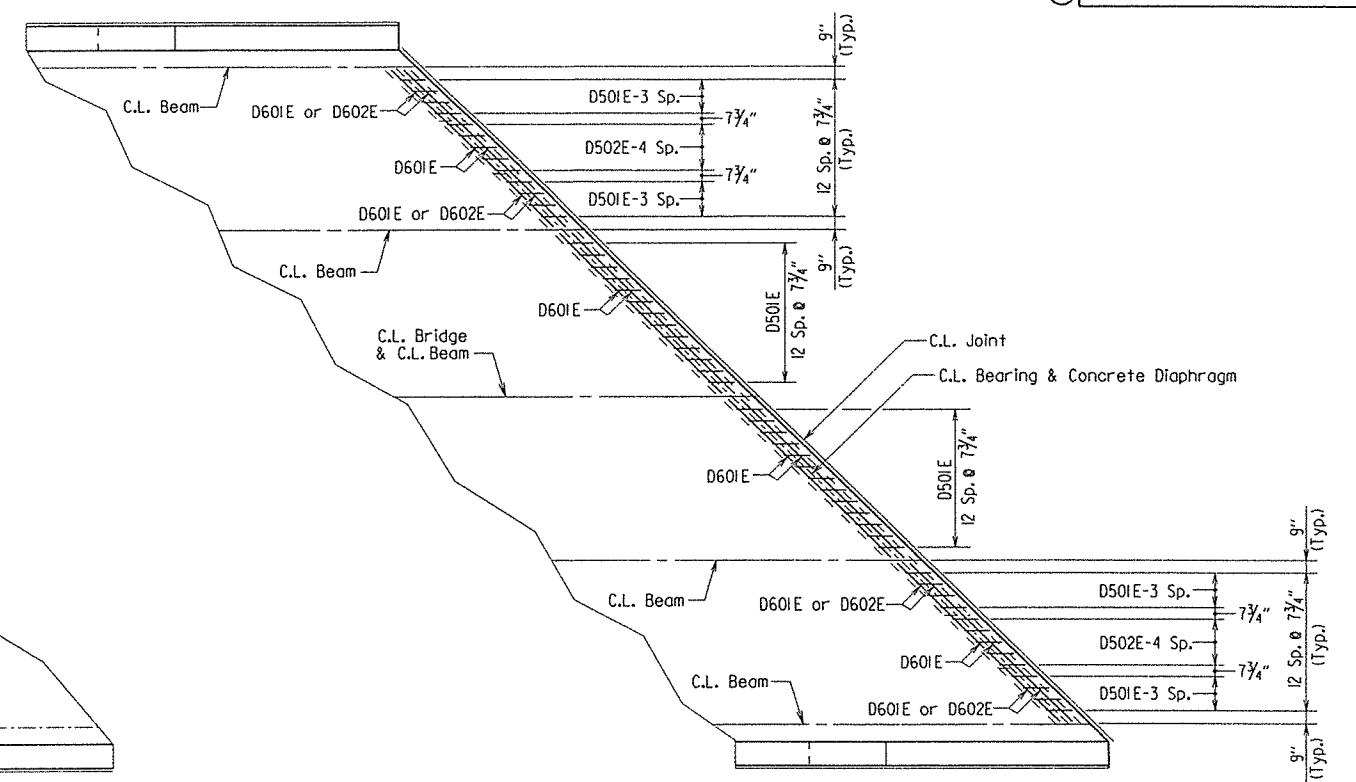 9"
(Typ.)
C.L. Beam
D501E-3 Sp.
D601E or D602E
7¾"
D502E-4 Sp.
12 Sp. @ 7¾"
(Typ.)
D601E
7¾"
D501E-3 Sp.
D601E or D602E
9"
(Typ.)
C.L. Beam
D501E
12 Sp. @ 7¾"
D601E
C.L. Bridge
& C.L. Beam
C.L. Joint
C.L. Bearing & Concrete Diaphragm
D601E
D501E
12 Sp. @ 7¾"
9"
(Typ.)
C.L. Beam
D601E or D602E
D501E-3 Sp.
7¾"
D502E-4 Sp.
12 Sp. @ 7¾"
(Typ.)
D601E
7¾"
C.L. Beam
D501E-3 Sp.
D601E or D602E
9"
(Typ.)